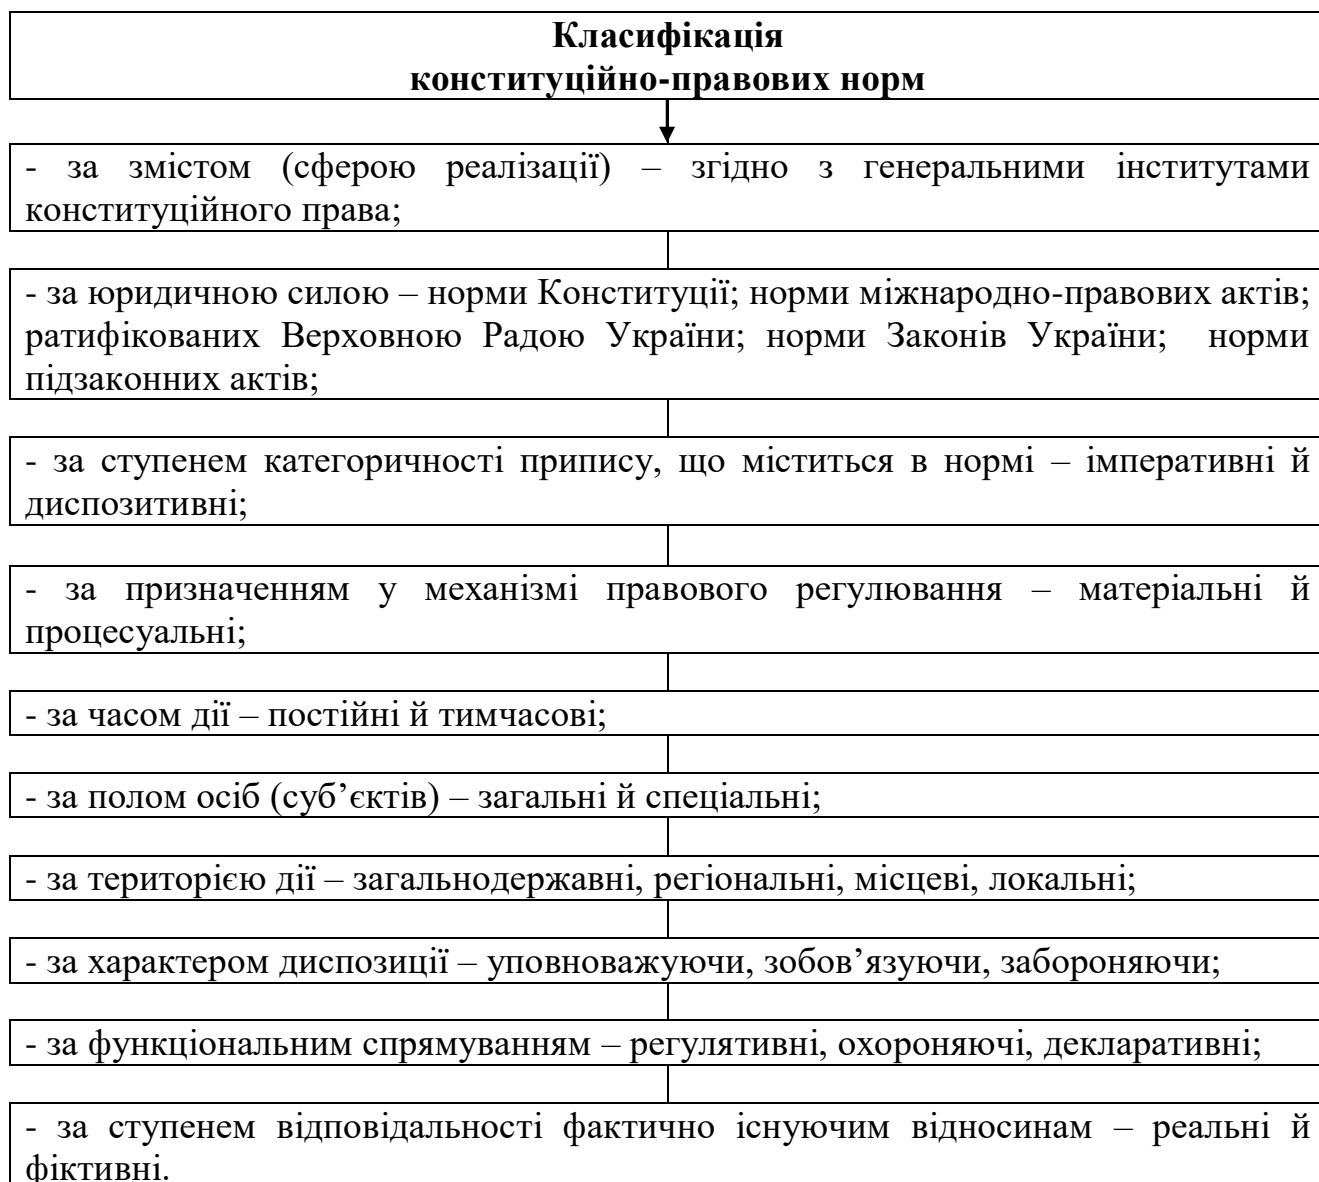 Класифікація
конституційно-правових норм
- за змістом (сферою реалізації) – згідно з генеральними інститутами
конституційного права;
- за юридичною силою – норми Конституції; норми міжнародно-правових актів;
ратифікованих Верховною Радою України; норми Законів України; норми
підзаконних актів;
- за ступенем категоричності припису, що міститься в нормі – імперативні й
диспозитивні;
- за призначенням у механізмі правового регулювання – матеріальні й
процесуальні;
- за часом дії – постійні й тимчасові;
- за полом осіб (суб’єктів) – загальні й спеціальні;
- за територією дії – загальнодержавні, регіональні, місцеві, локальні;
- за характером диспозиції – уповноважуючи, зобов’язуючи, забороняючи;
- за функціональним спрямуванням – регулятивні, охороняючі, декларативні;
- за ступенем відповідальності фактично існуючим відносинам – реальні й
фіктивні.